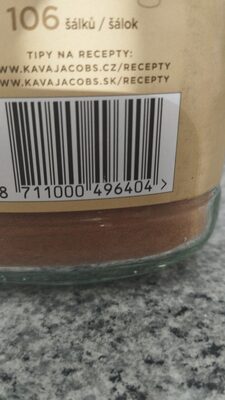 106 šálků / šálok
TIPY NA RECEPTY:
WWW.KAVAJACOBS.CZ/RECEPTY
WWW.KAVAJACOBS.SK/RECEPTY
8 711000 496404 >